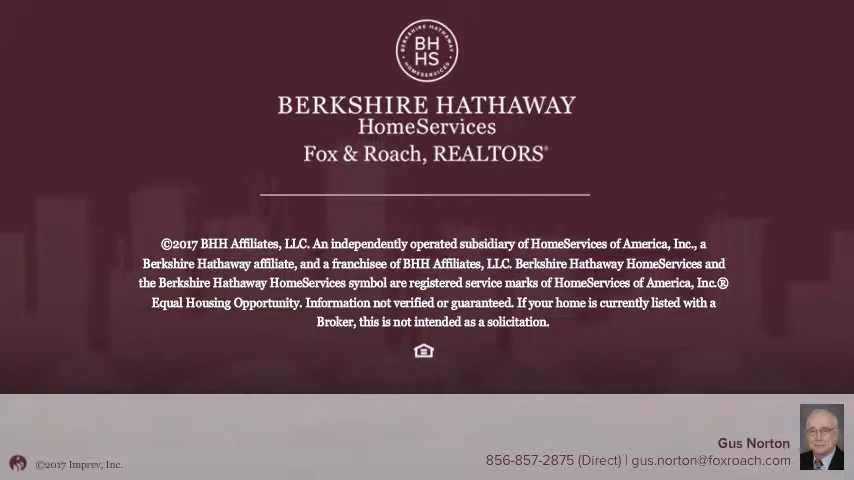 BERKSHIRE HATHAWAY
BH
HS
HOMESERVICES
BERKSHIRE HATHAWAY
HomeServices
Fox & Roach, REALTORS®
©2017 BHH Affiliates, LLC. An independently operated subsidiary of HomeServices of America, Inc., a
Berkshire Hathaway affiliate, and a franchisee of BHH Affiliates, LLC. Berkshire Hathaway HomeServices and
the Berkshire Hathaway HomeServices symbol are registered service marks of HomeServices of America, Inc.®
Equal Housing Opportunity. Information not verified or guaranteed. If your home is currently listed with a
Broker, this is not intended as a solicitation.
Gus Norton
856-857-2875 (Direct) | gus.norton@foxroach.com
©2017 Imprev, Inc.